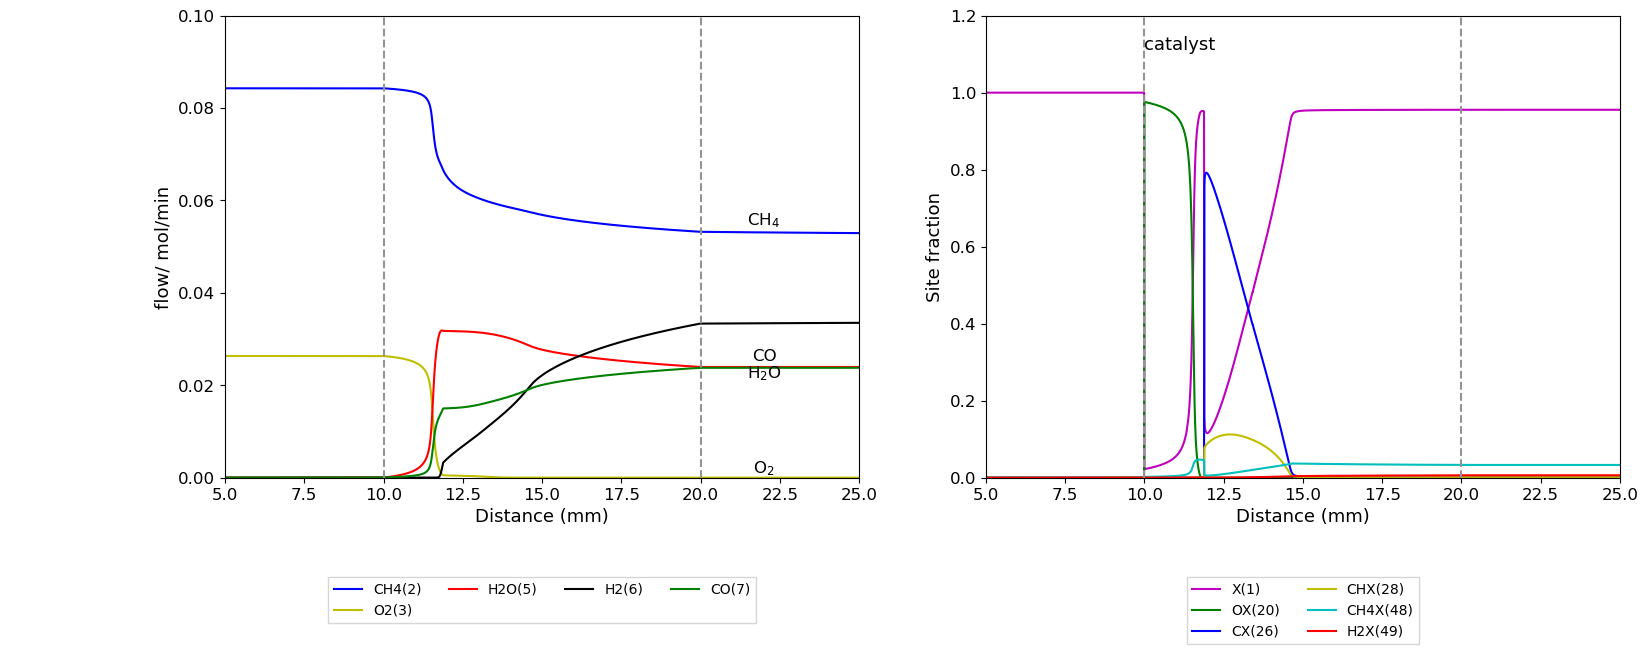 0.10
0.08
0.06
0.04
0.02
0.00
flow/ mol/min
CH₄
CO
H₂O
O₂
5.0 7.5 10.0 12.5 15.0 17.5 20.0 22.5 25.0
Distance (mm)
CH4(2) H2O(5) H2(6) CO(7)
O2(3)
1.2
1.0
0.8
0.6
0.4
0.2
0.0
Site fraction
catalyst
5.0 7.5 10.0 12.5 15.0 17.5 20.0 22.5 25.0
Distance (mm)
X(1) CHX(28)
OX(20) CH4X(48)
CX(26) H2X(49)